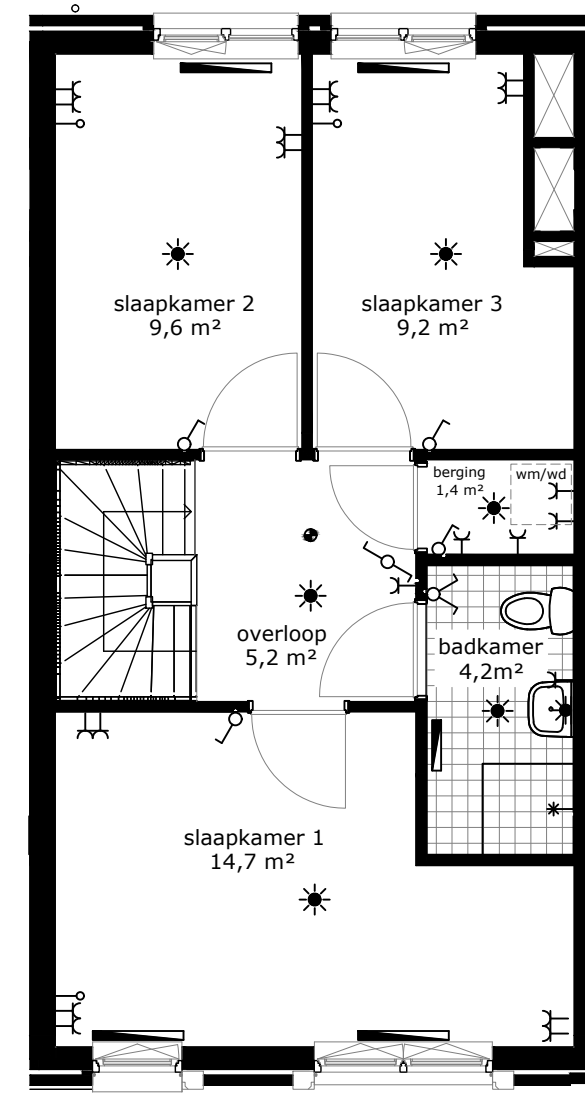 slaapkamer 2
9,6 m²
slaapkamer 3
9,2 m²
berging
1,4 m²
wm/wd
overloop
5,2 m²
badkamer
4,2m²
slaapkamer 1
14,7 m²